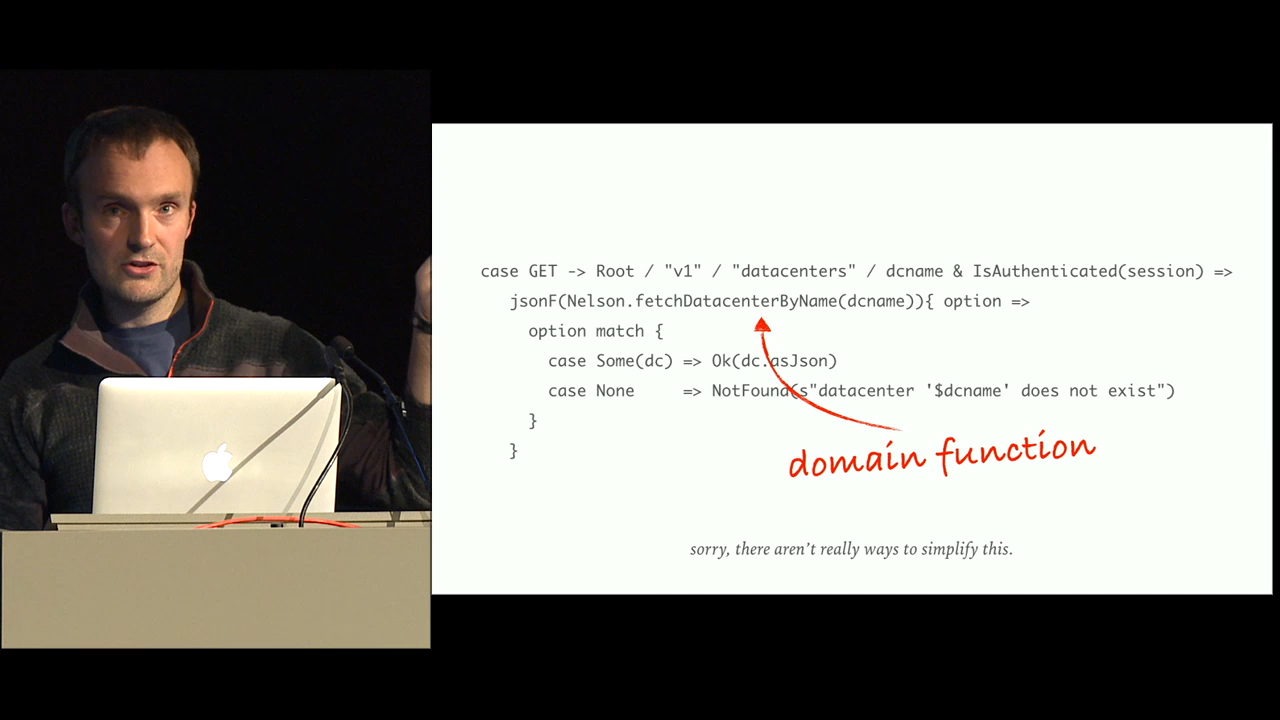 case GET -> Root / "v1" / "datacenters" / dcname & IsAuthenticated(session) =>
jsonF(Nelson.fetchDatacenterByName(dcname)){ option =>
option match {
case Some(dc) => Ok(dc.asJson)
case None => NotFound(s"datacenter '$dcname' does not exist")
}
}
domain function
sorry, there aren't really ways to simplify this.